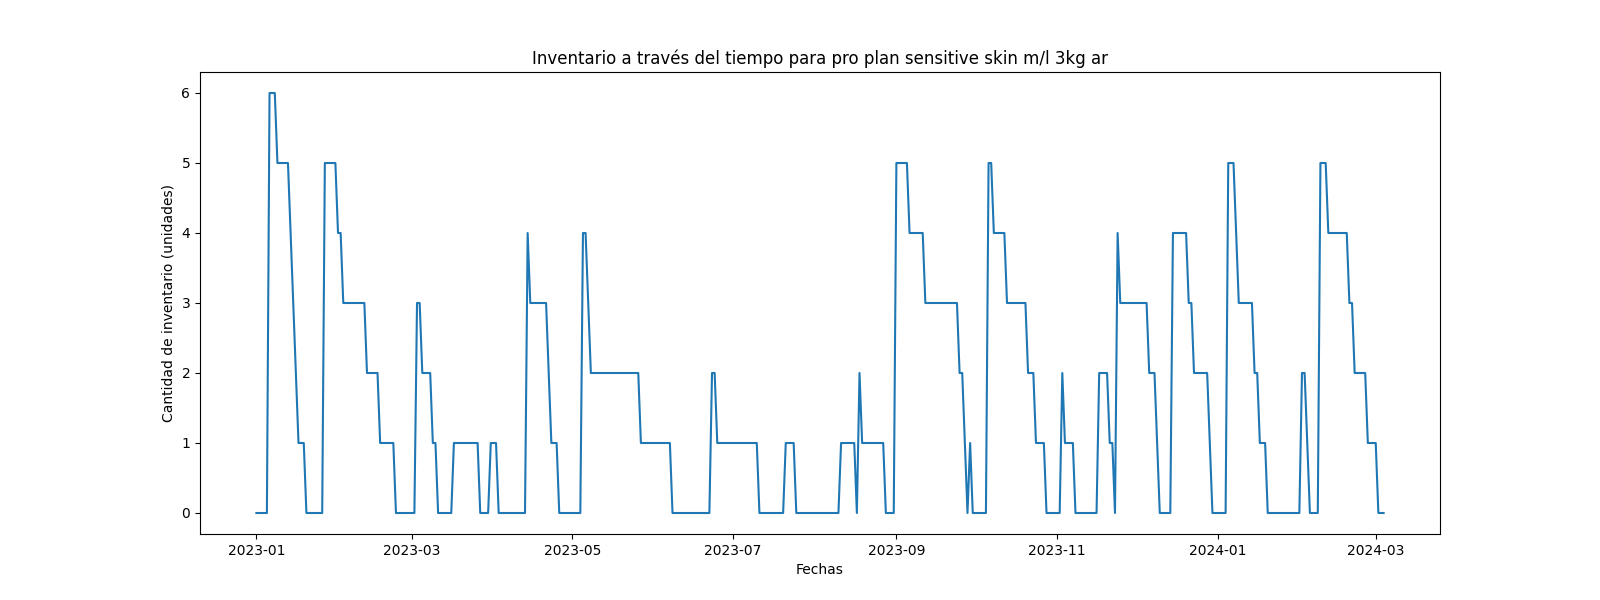 Inventario a través del tiempo para pro plan sensitive skin m/l 3kg ar
Cantidad de inventario (unidades)
6
5
4
3
2
1
0
2023-01 2023-03 2023-05 2023-07 2023-09 2023-11 2024-01 2024-03
Fechas